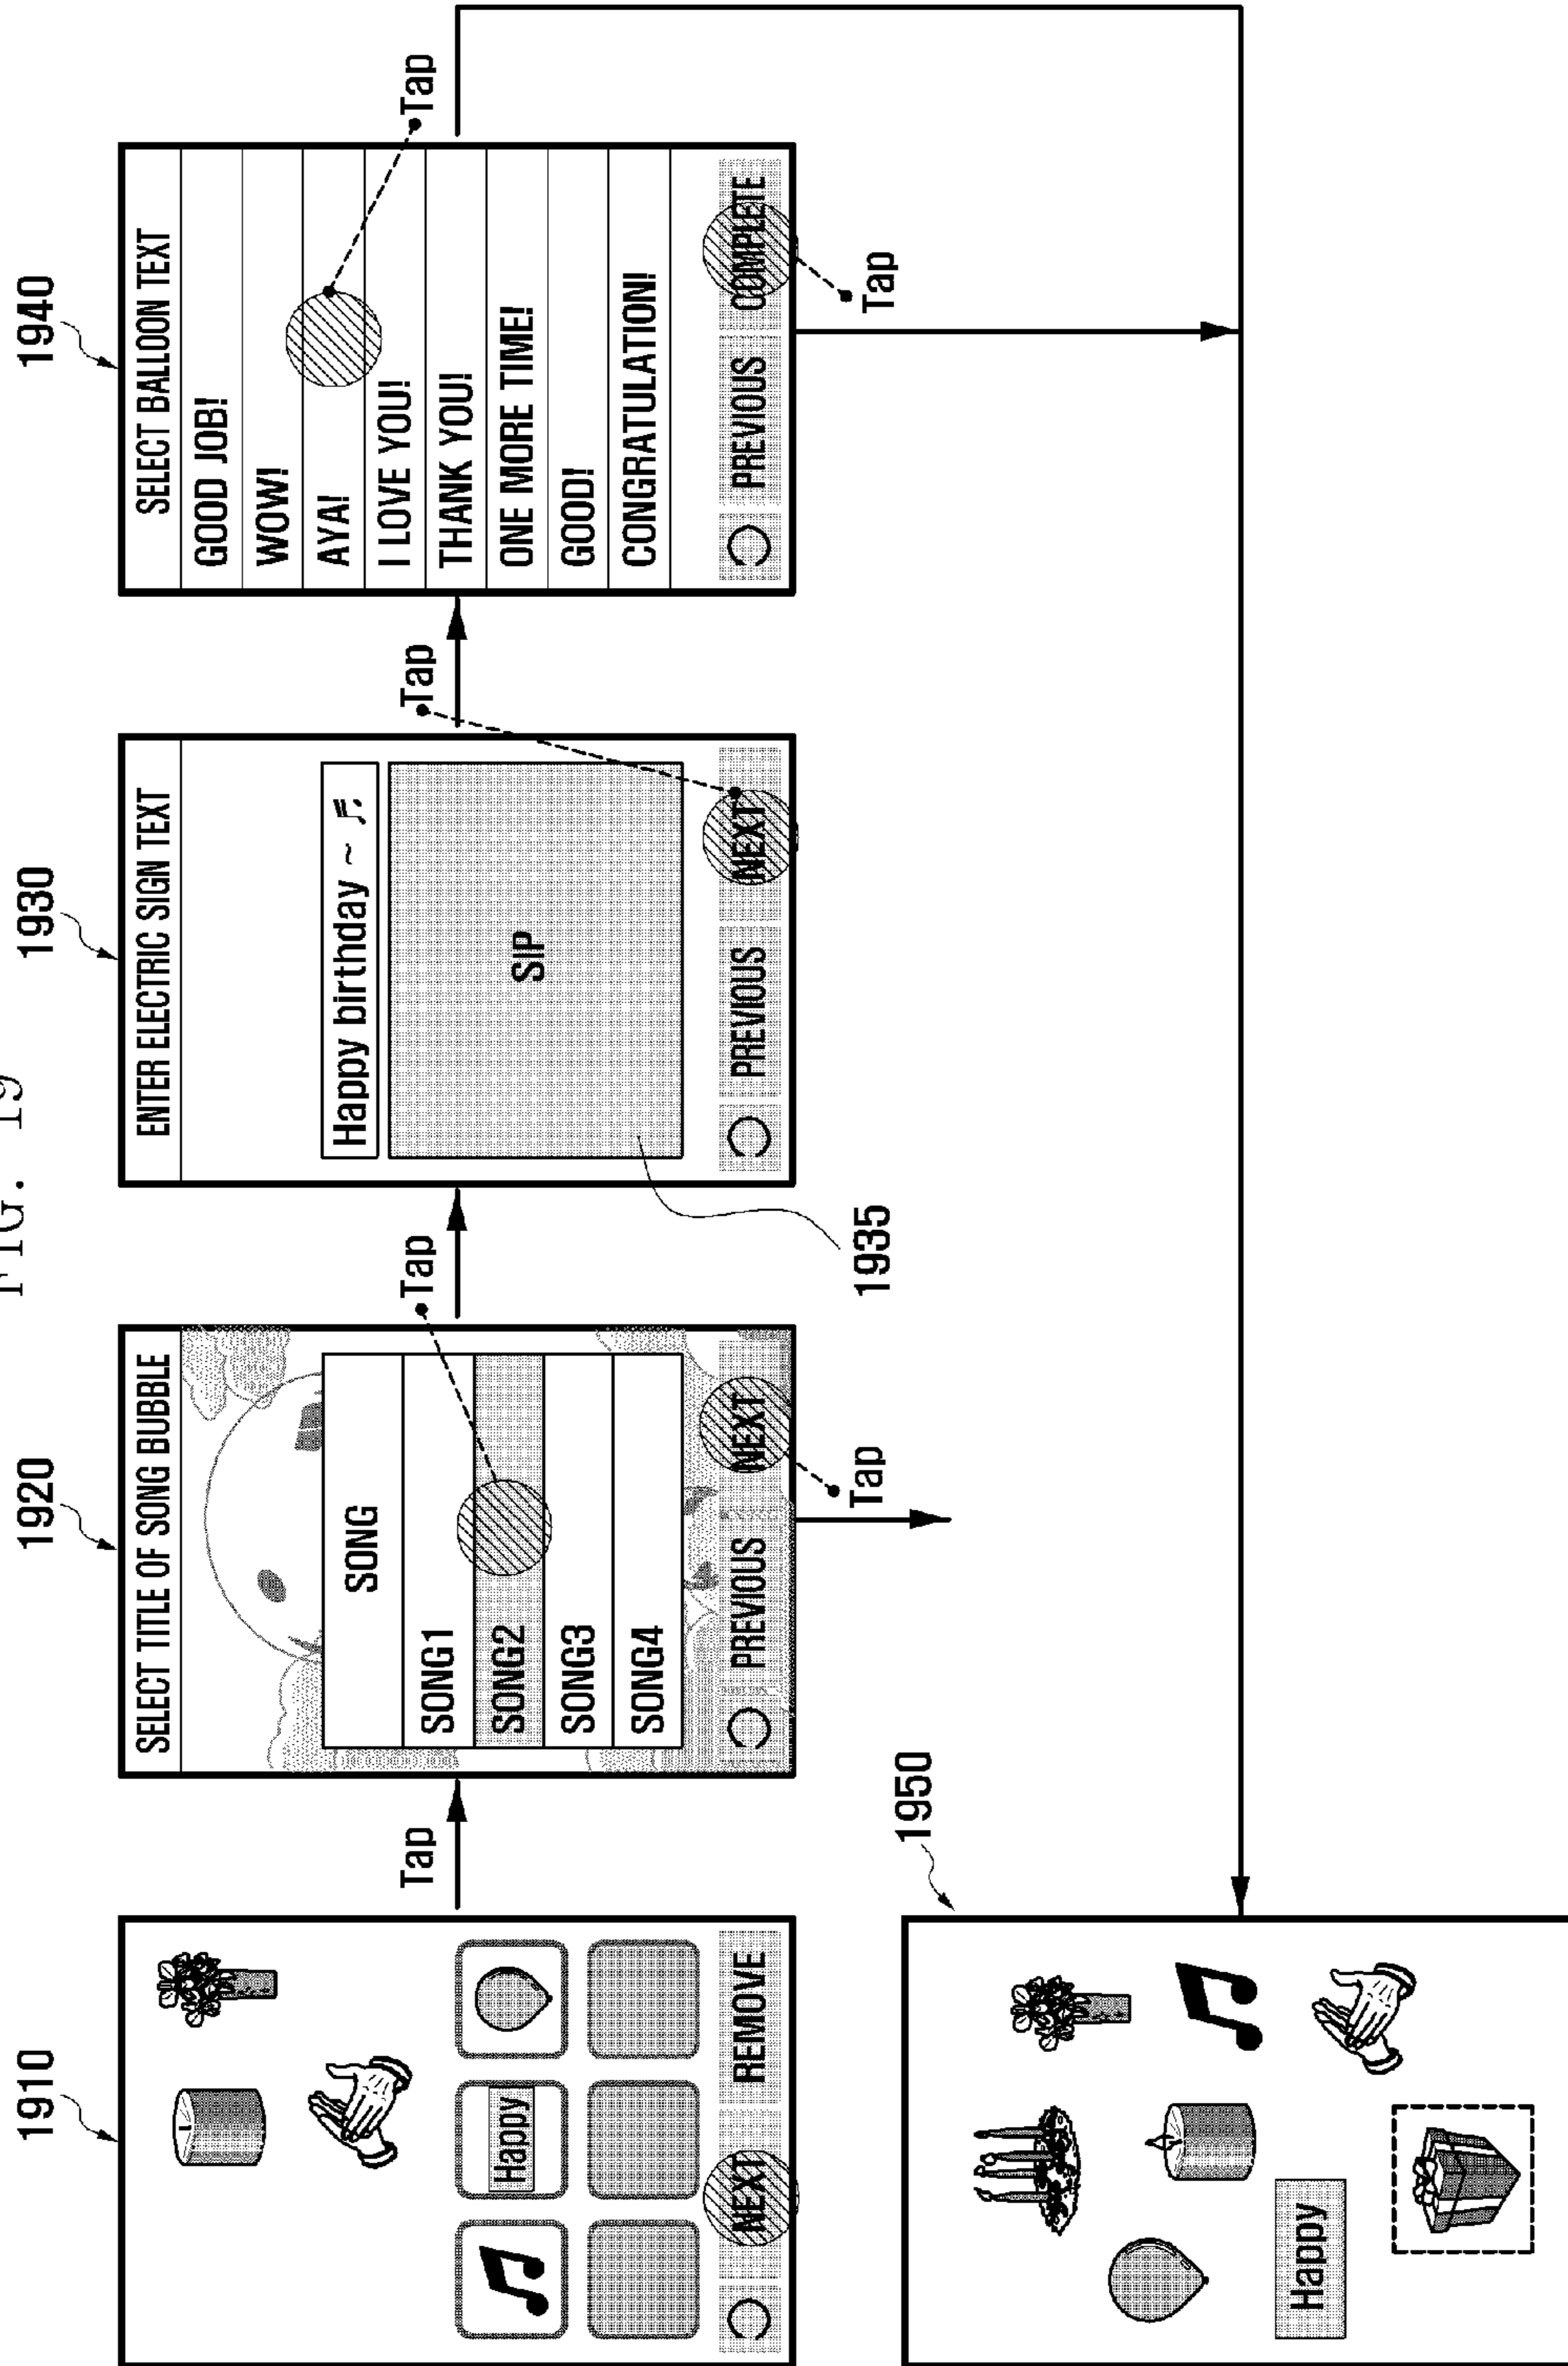 FIG. 19
1910
Happy
NEXT
REMOVE
Tap
1920
SELECT TITLE OF SONG BUBBLE
SONG
SONG1
SONG2
SONG3
SONG4
PREVIOUS
NEXT
Tap
Tap
1930
ENTER ELECTRIC SIGN TEXT
Happy birthday ~ ♬
SIP
PREVIOUS
NEXT
Tap
1935
1940
SELECT BALLOON TEXT
GOOD JOB!
WOW!
AYA!
I LOVE YOU!
THANK YOU!
ONE MORE TIME!
GOOD!
CONGRATULATION!
PREVIOUS
COMPLETE
Tap
Tap
1950
Happy